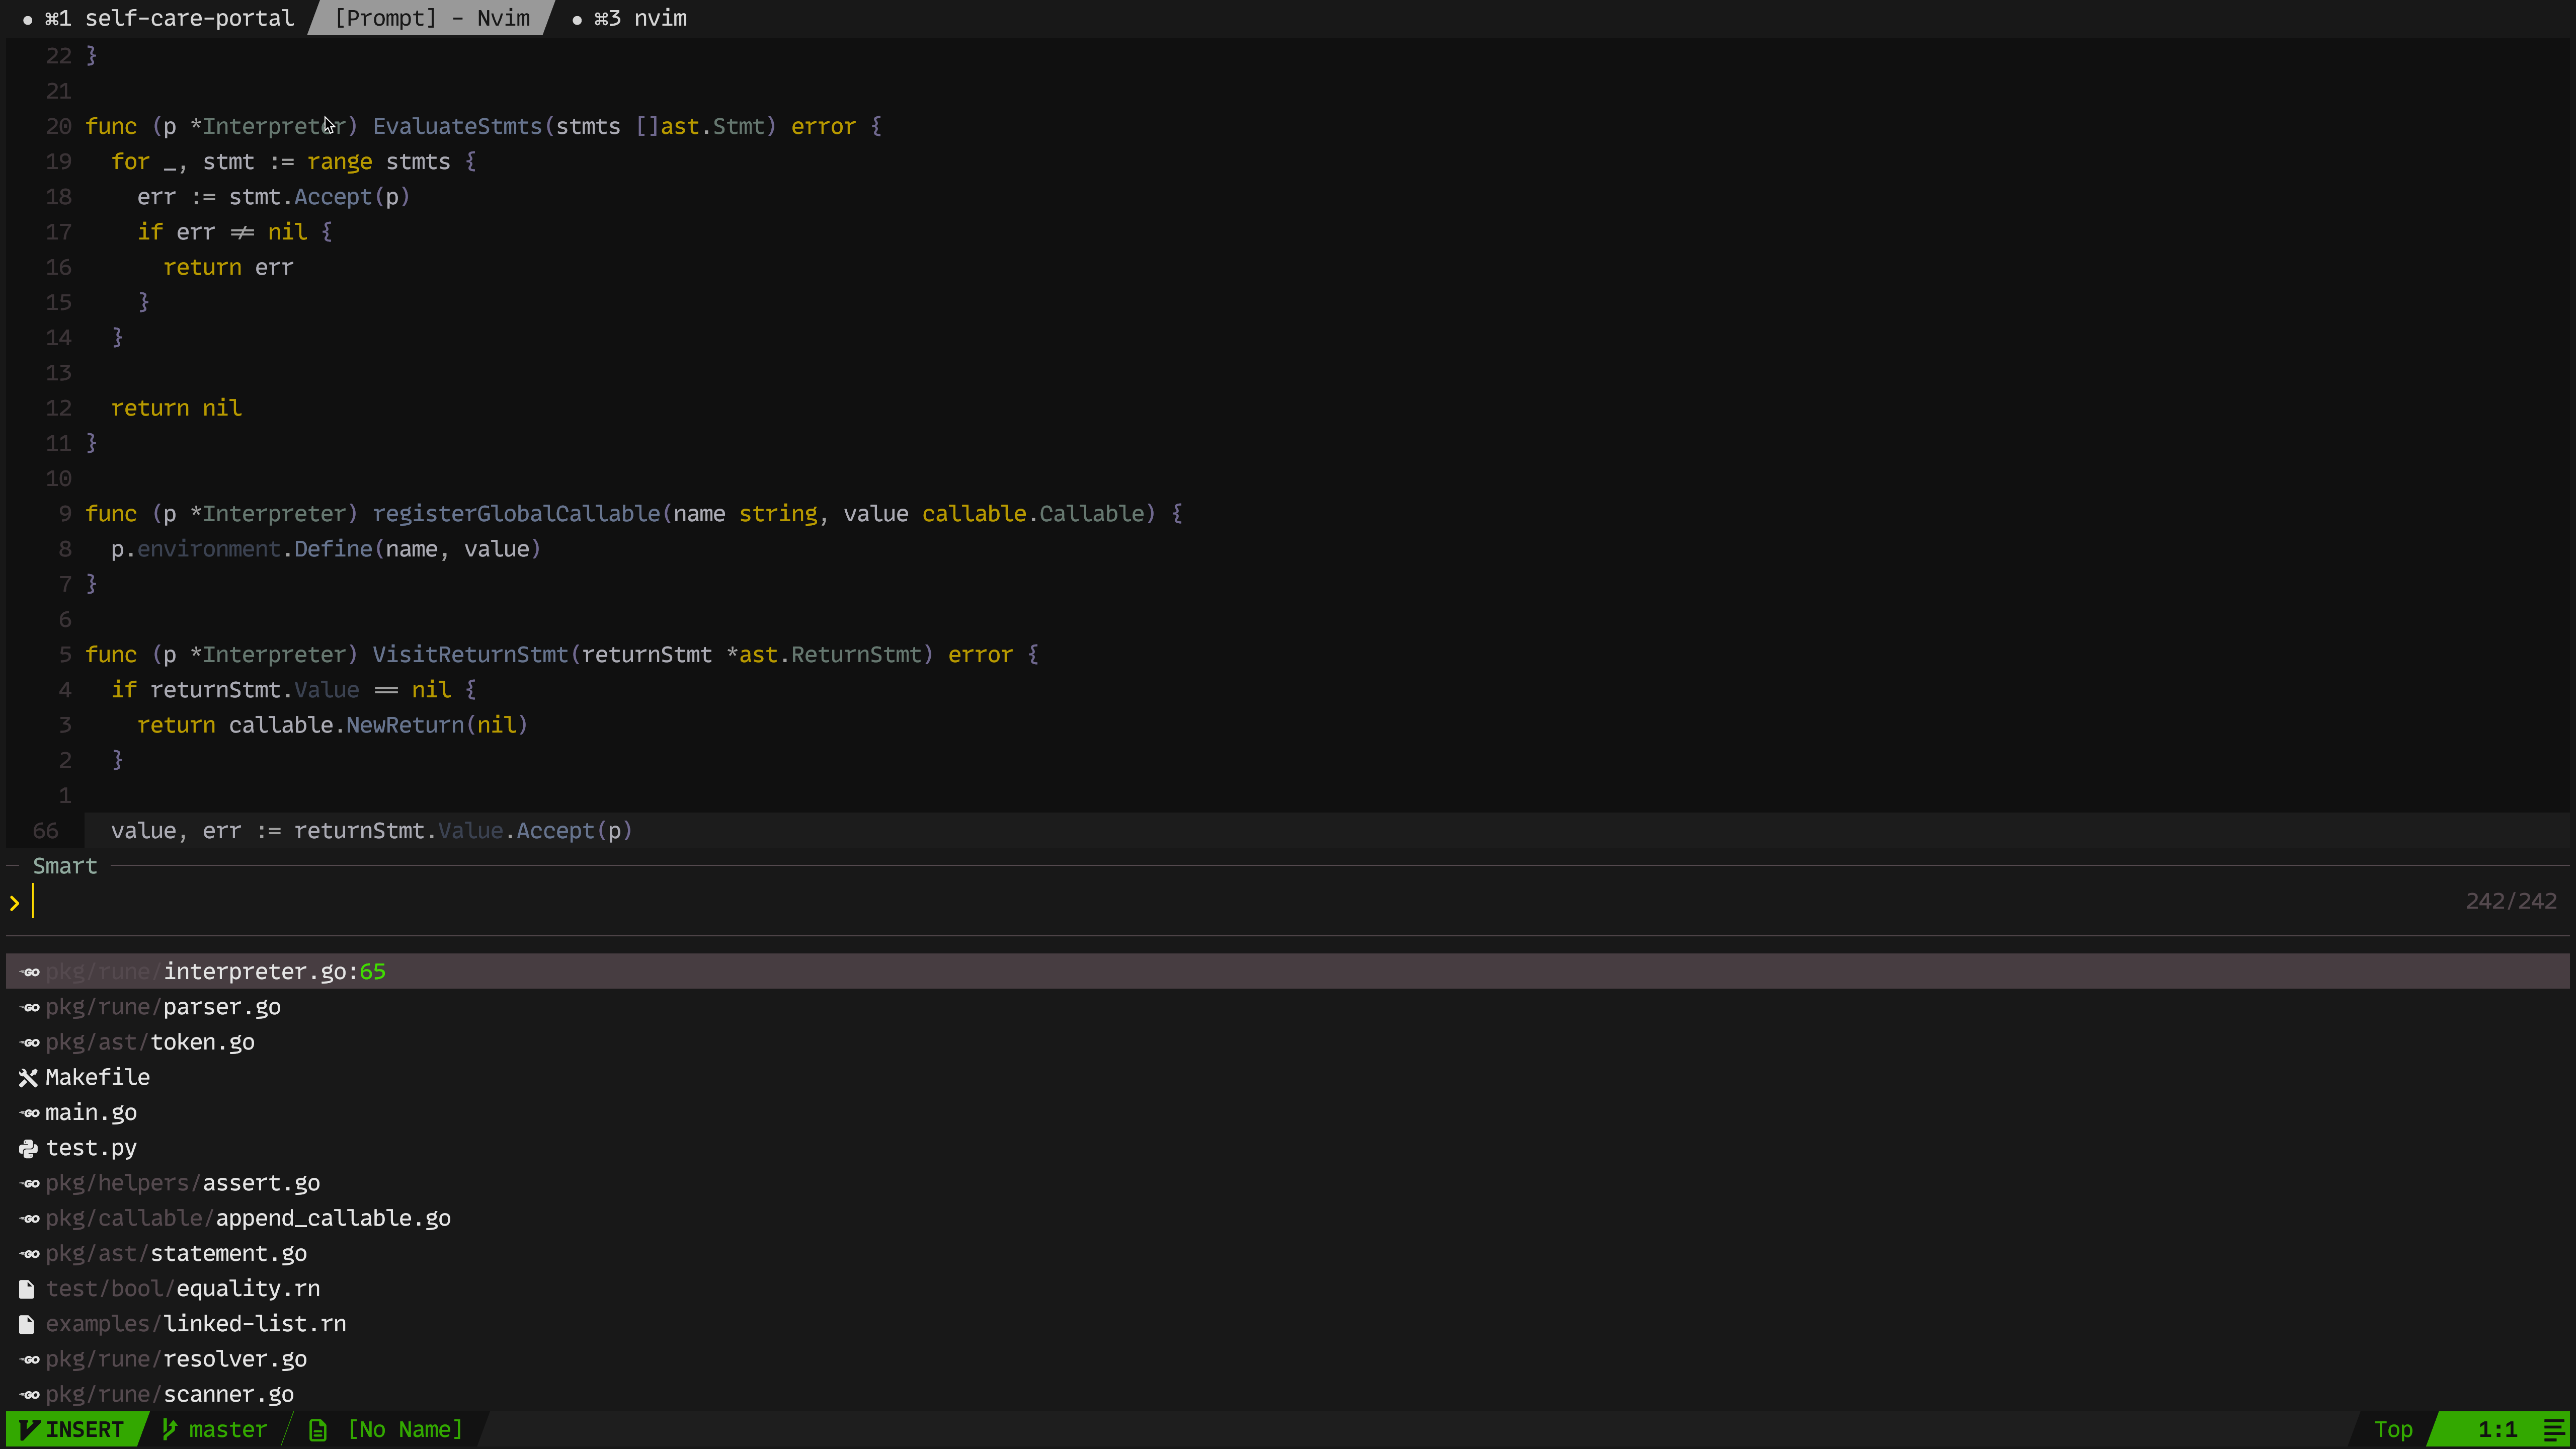 ● ⌘1 self-care-portal [Prompt] - Nvim ● ⌘3 nvim
22 }
21
20 func (p *Interpreter) EvaluateStmts(stmts []ast.Stmt) error {
19   for _, stmt := range stmts {
18     err := stmt.Accept(p)
17     if err ≠ nil {
16       return err
15     }
14   }
13
12   return nil
11 }
10
9 func (p *Interpreter) registerGlobalCallable(name string, value callable.Callable) {
8   p.environment.Define(name, value)
7 }
6
5 func (p *Interpreter) VisitReturnStmt(returnStmt *ast.ReturnStmt) error {
4   if returnStmt.Value == nil {
3     return callable.NewReturn(nil)
2   }
1
66   value, err := returnStmt.Value.Accept(p)
Smart
> 242/242
pkg/rune/interpreter.go:65
pkg/rune/parser.go
pkg/ast/token.go
Makefile
main.go
test.py
pkg/helpers/assert.go
pkg/callable/append_callable.go
pkg/ast/statement.go
test/bool/equality.rn
examples/linked-list.rn
pkg/rune/resolver.go
pkg/rune/scanner.go
INSERT master [No Name] Top 1:1